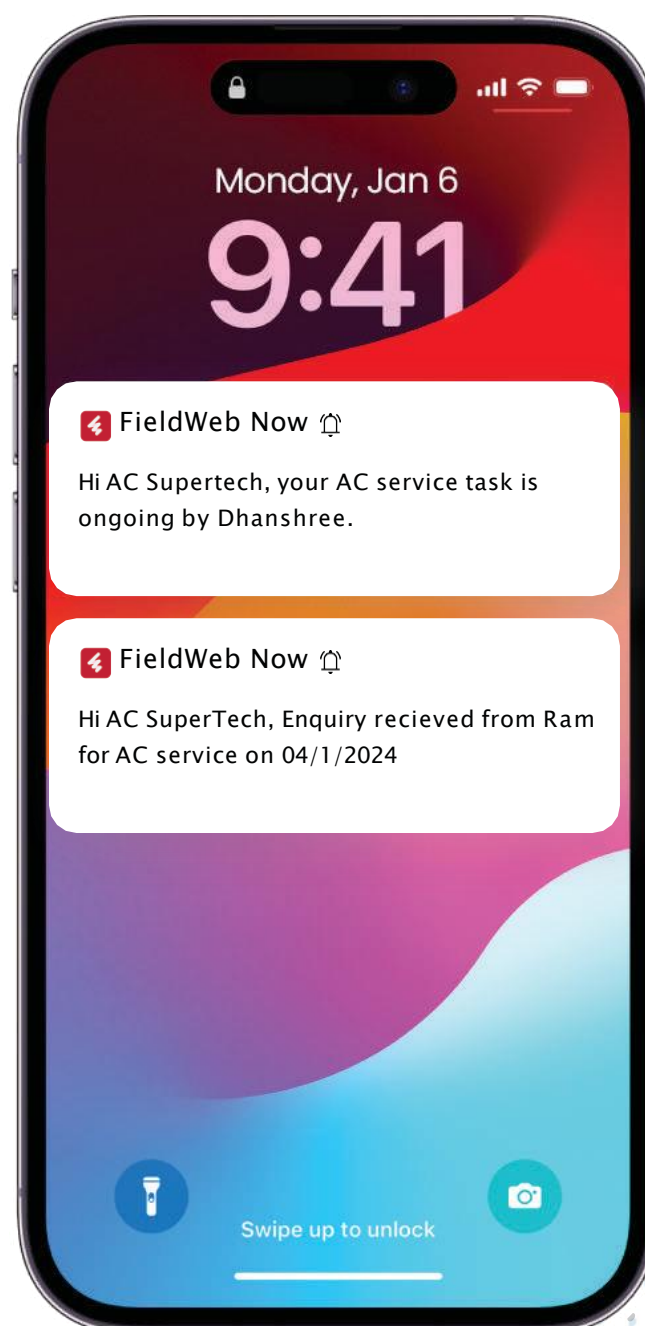 Monday, Jan 6
9:41
FieldWeb Now
Hi AC Supertech, your AC service task is
ongoing by Dhanshree.
FieldWeb Now
Hi AC SuperTech, Enquiry recieved from Ram
for AC service on 04/1/2024
Swipe up to unlock